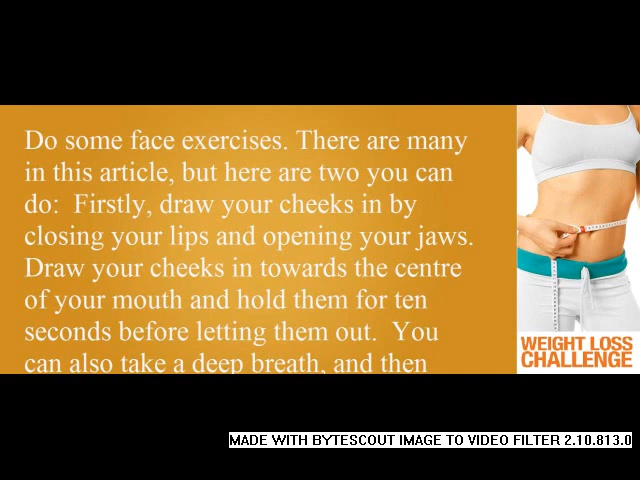 Do some face exercises. There are many
in this article, but here are two you can
do:  Firstly, draw your cheeks in by
closing your lips and opening your jaws.
Draw your cheeks in towards the centre
of your mouth and hold them for ten
seconds before letting them out.  You
can also take a deep breath, and then
WEIGHT LOSS
CHALLENGE
MADE WITH BYTESCOUT IMAGE TO VIDEO FILTER 2.10.813.0